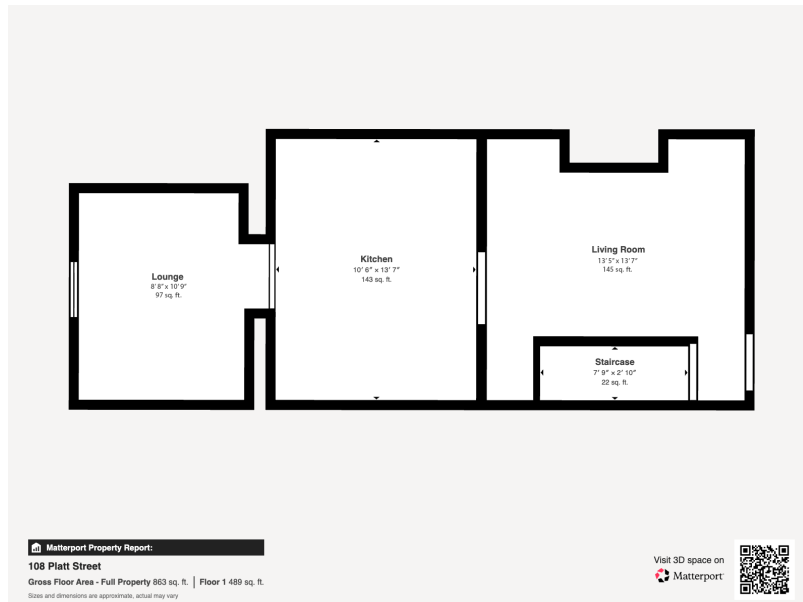 Lounge
8'8" x 10'9"
97 sq. ft.
Kitchen
10' 6" × 13' 7"
143 sq. ft.
Living Room
13'5" x 13'7"
145 sq. ft.
Staircase
7' 9" × 2' 10"
22 sq. ft.
Matterport Property Report:
108 Platt Street
Gross Floor Area - Full Property 863 sq. ft. | Floor 1 489 sq. ft.
Sizes and dimensions are approximate, actual may vary
Visit 3D space on
Matterport